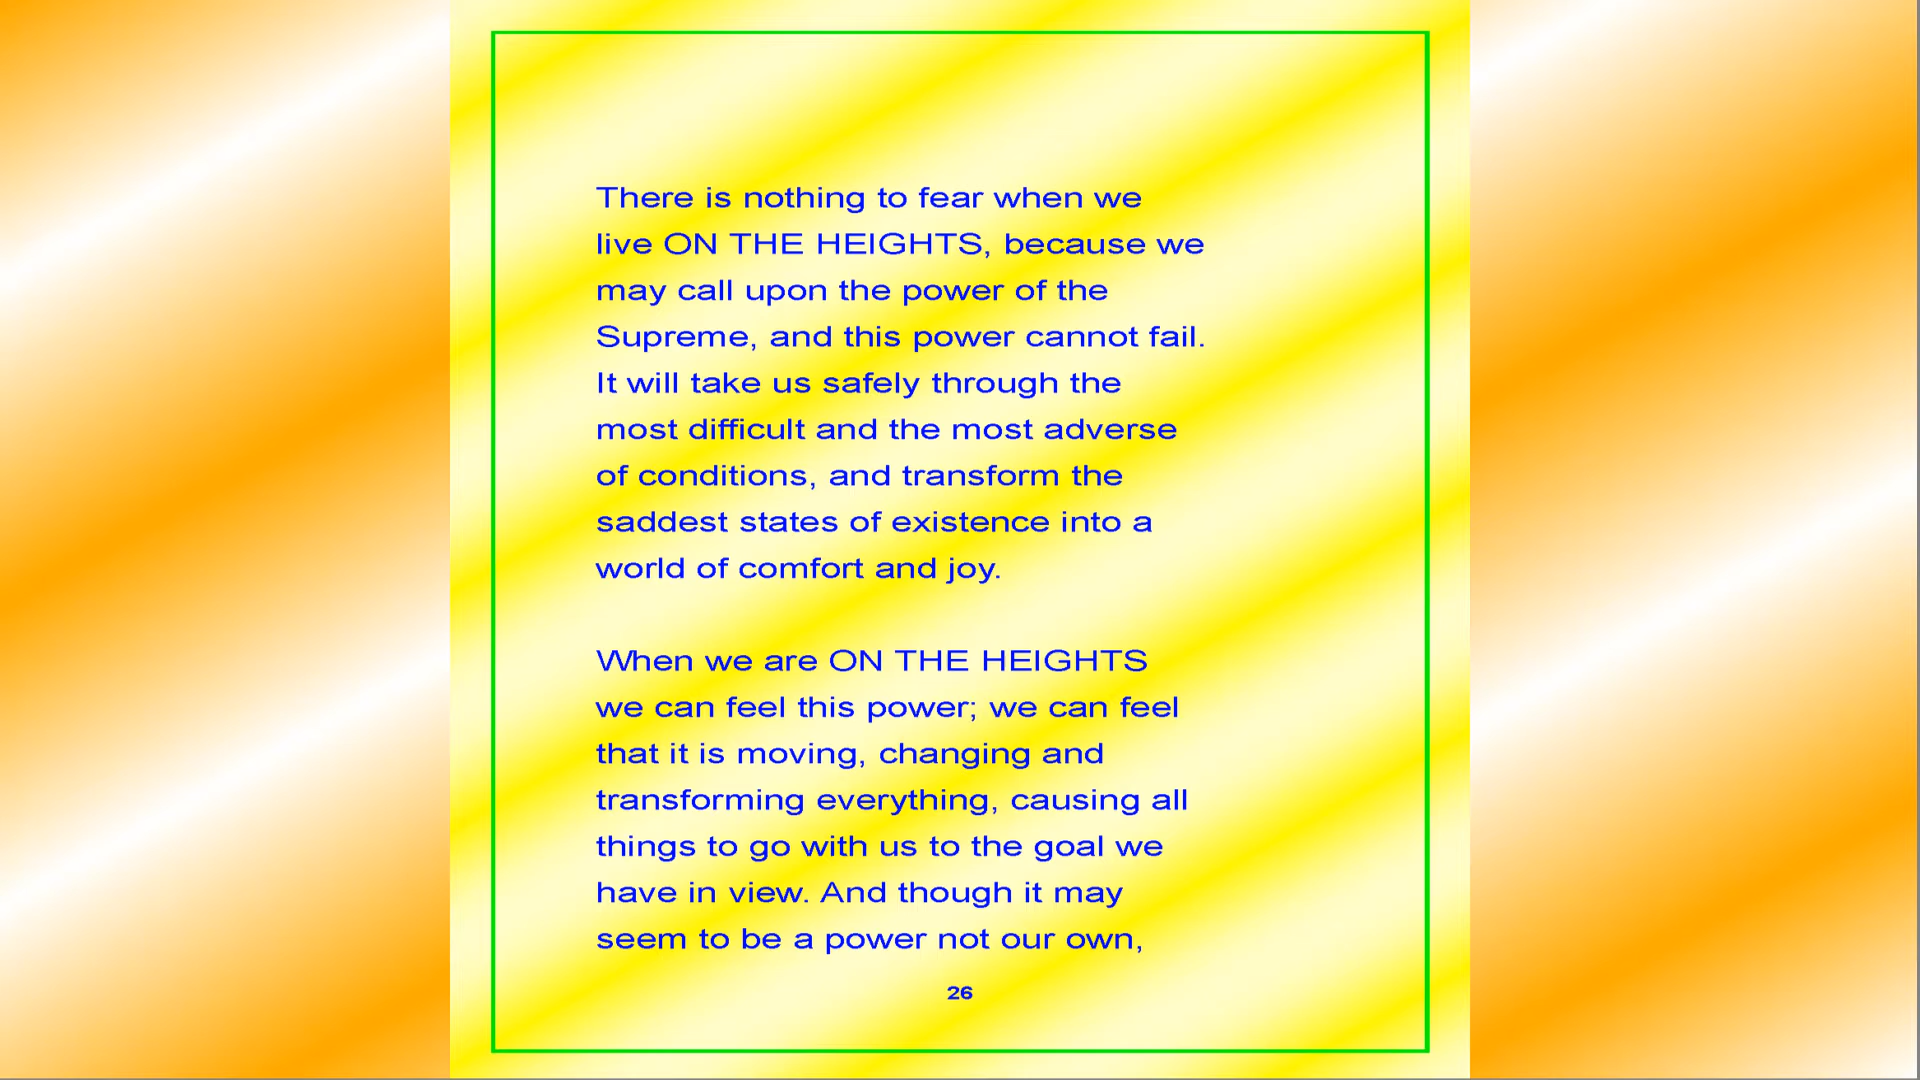 There is nothing to fear when we
live ON THE HEIGHTS, because we
may call upon the power of the
Supreme, and this power cannot fail.
It will take us safely through the
most difficult and the most adverse
of conditions, and transform the
saddest states of existence into a
world of comfort and joy.
When we are ON THE HEIGHTS
we can feel this power; we can feel
that it is moving, changing and
transforming everything, causing all
things to go with us to the goal we
have in view. And though it may
seem to be a power not our own,
26